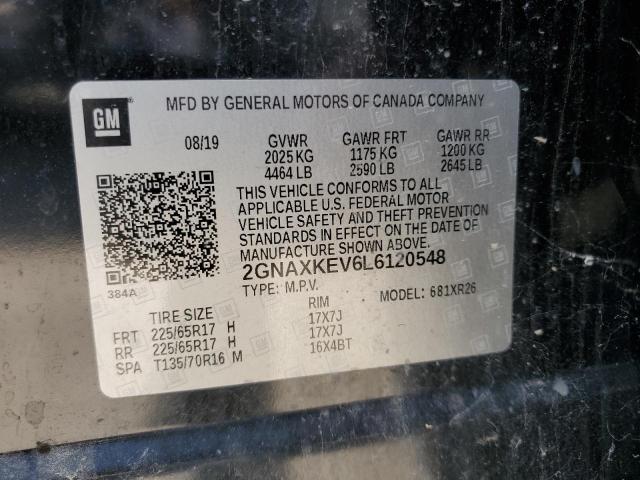 GM
MFD BY GENERAL MOTORS OF CANADA COMPANY
08/19 GVWR GAWR FRT GAWR RR
2025 KG 1175 KG 1200 KG
4464 LB 2590 LB 2645 LB
THIS VEHICLE CONFORMS TO ALL
APPLICABLE U.S. FEDERAL MOTOR
VEHICLE SAFETY AND THEFT PREVENTION
STANDARDS IN EFFECT ON THE DATE OF
MANUFACTURE SHOWN ABOVE.
384A 2GNAXKEV6L6120548
TYPE: M.P.V. MODEL: 681XR26
TIRE SIZE RIM
FRT 225/65R17 H 17X7J
RR 225/65R17 H 17X7J
SPA T135/70R16 M 16X4BT